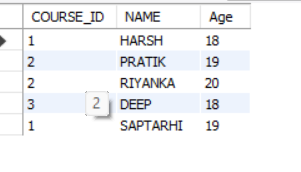 COURSE_ID NAME Age
1 HARSH 18
2 PRATIK 19
2 RIYANKA 20
3 2 DEEP 18
1 SAPTARHI 19